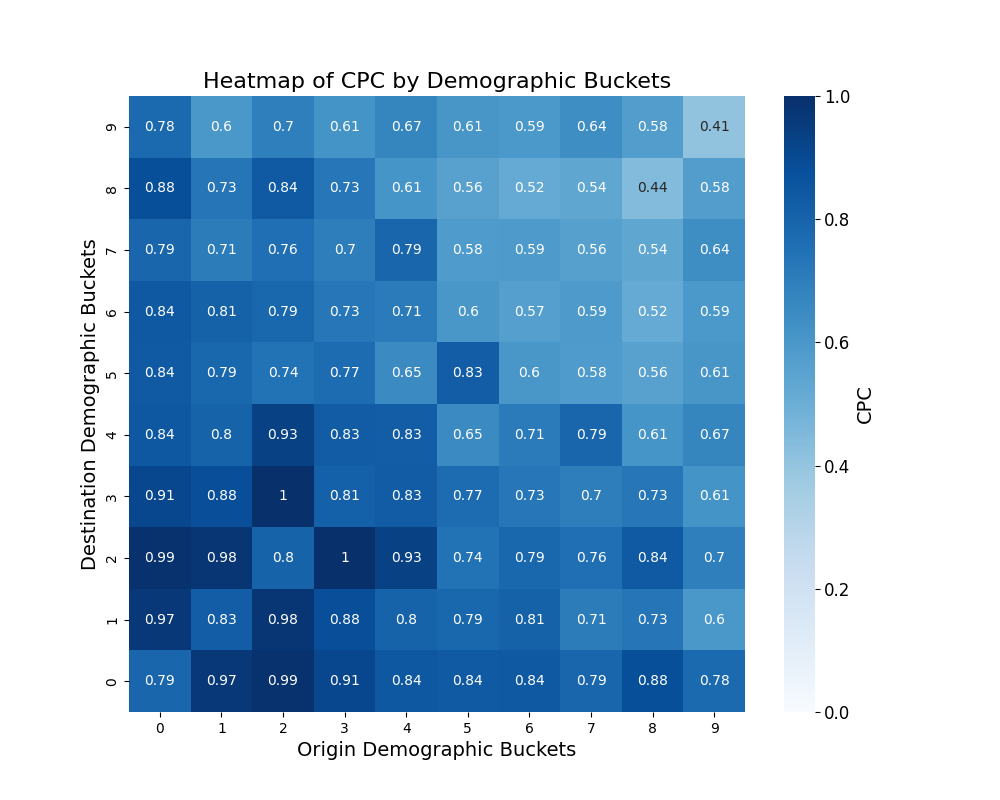 Heatmap of CPC by Demographic Buckets
9 0.78 0.6 0.7 0.61 0.67 0.61 0.59 0.64 0.58 0.41
8 0.88 0.73 0.84 0.73 0.61 0.56 0.52 0.54 0.44 0.58
7 0.79 0.71 0.76 0.7 0.79 0.58 0.59 0.56 0.54 0.64
6 0.84 0.81 0.79 0.73 0.71 0.6 0.57 0.59 0.52 0.59
5 0.84 0.79 0.74 0.77 0.65 0.83 0.6 0.58 0.56 0.61
4 0.84 0.8 0.93 0.83 0.83 0.65 0.71 0.79 0.61 0.67
3 0.91 0.88 1 0.81 0.83 0.77 0.73 0.7 0.73 0.61
2 0.99 0.98 0.8 1 0.93 0.74 0.79 0.76 0.84 0.7
1 0.97 0.83 0.98 0.88 0.8 0.79 0.81 0.71 0.73 0.6
0 0.79 0.97 0.99 0.91 0.84 0.84 0.84 0.79 0.88 0.78
0 1 2 3 4 5 6 7 8 9
Origin Demographic Buckets
Destination Demographic Buckets
1.0
0.8
0.6
0.4
0.2
0.0
CPC